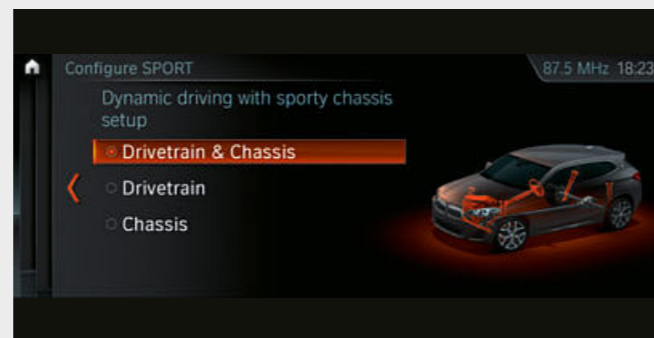 Configure SPORT
87.5 MHz 18:23
Dynamic driving with sporty chassis
setup
Drivetrain & Chassis
Drivetrain
Chassis